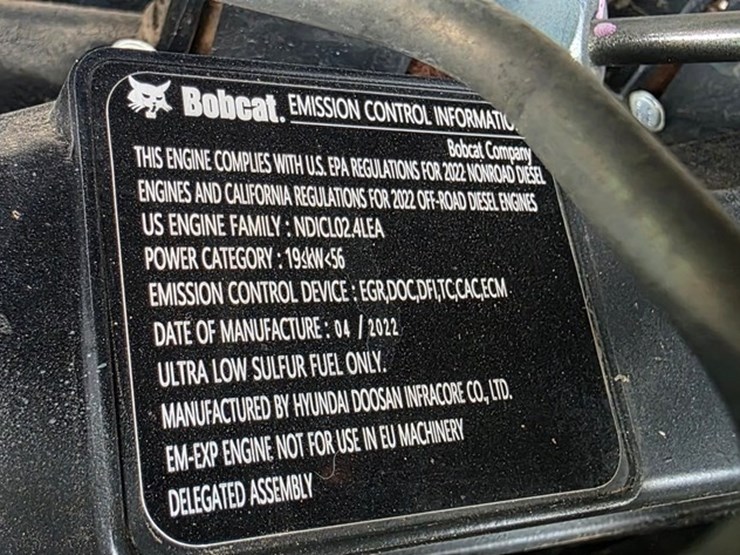 Bobcat. EMISSION CONTROL INFORMATIO
Bobcat Company
THIS ENGINE COMPLIES WITH U.S. EPA REGULATIONS FOR 2022 NONROAD DIESEL
ENGINES AND CALIFORNIA REGULATIONS FOR 2022 OFF-ROAD DIESEL ENGINES
US ENGINE FAMILY : NDICL02.4LEA
POWER CATEGORY : 19≤kW<56
EMISSION CONTROL DEVICE : EGR,DOC,DFI,TC,CAC,ECM
DATE OF MANUFACTURE : 04 / 2022
ULTRA LOW SULFUR FUEL ONLY.
MANUFACTURED BY HYUNDAI DOOSAN INFRACORE CO., LTD.
EM-EXP ENGINE. NOT FOR USE IN EU MACHINERY
DELEGATED ASSEMBLY